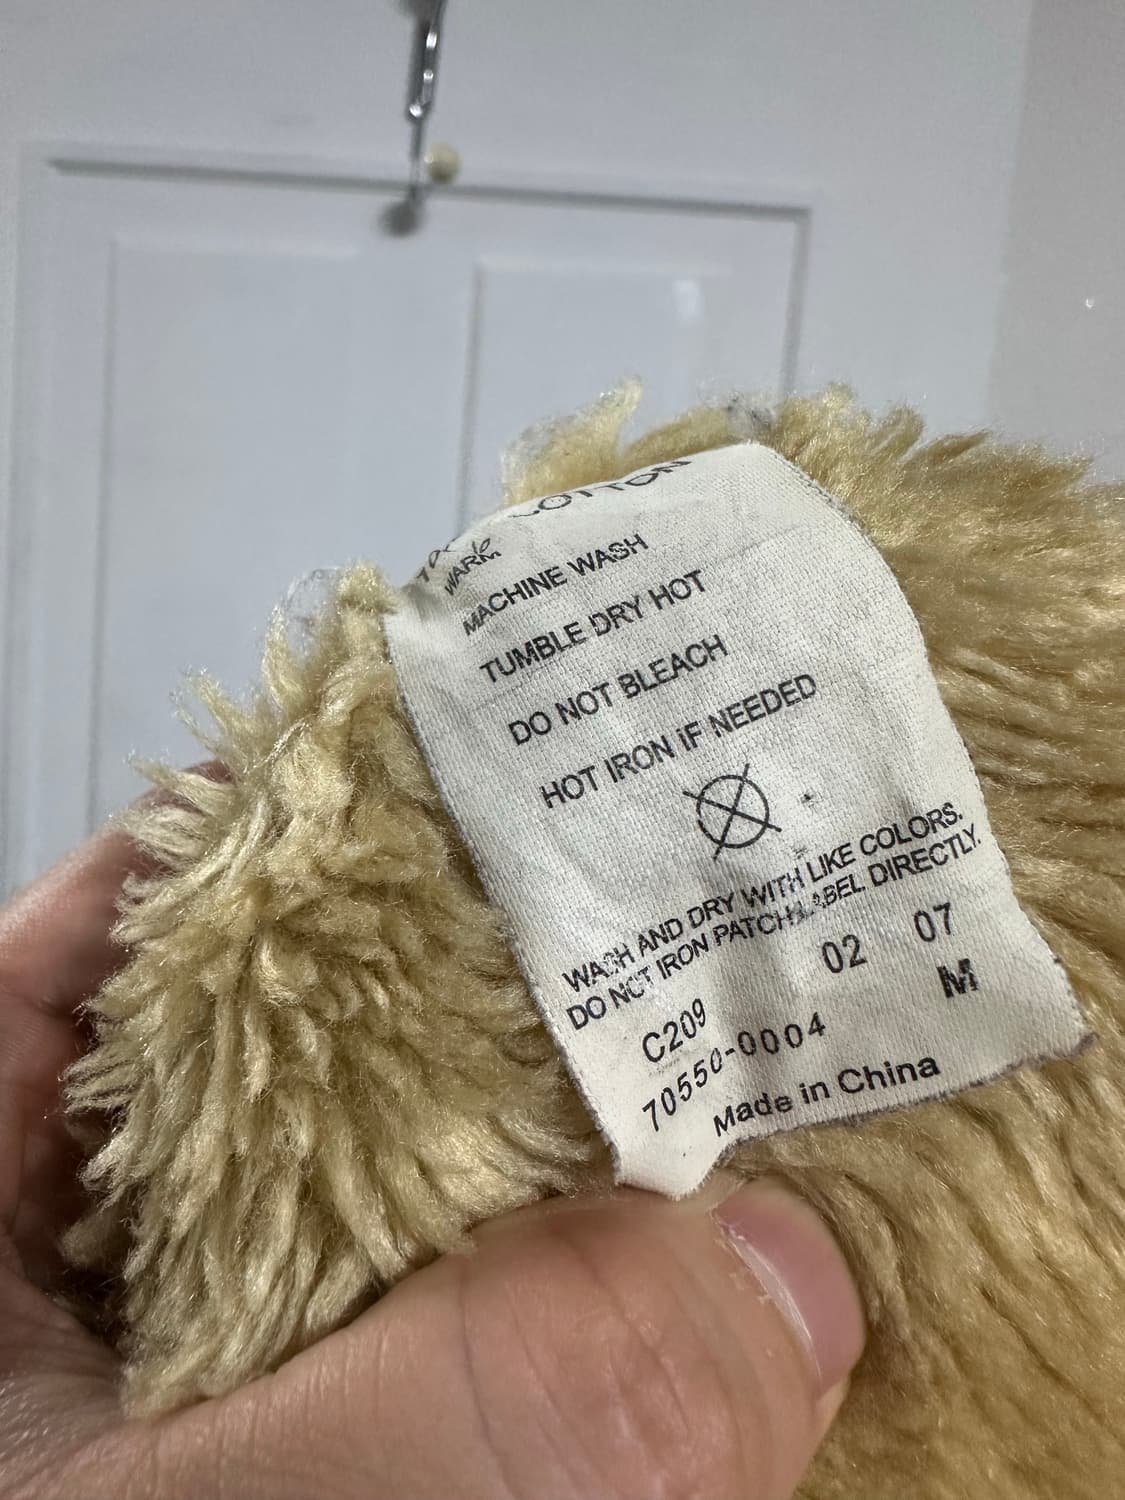 COTTON
WARM
MACHINE WASH
TUMBLE DRY HOT
DO NOT BLEACH
HOT IRON iF NEEDED
WASH AND DRY WITH LIKE COLORS.
DO NOT IRON PATCH/LABEL DIRECTLY.
02 07
C209 M
70550-0004
Made in China